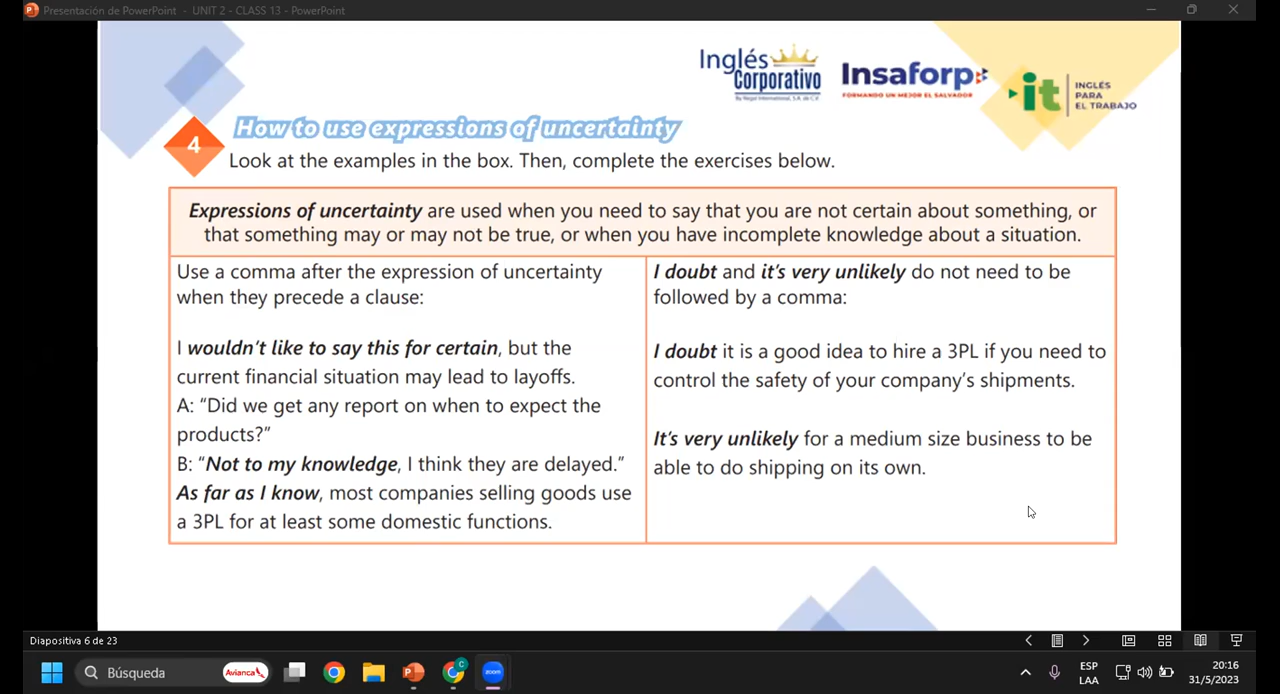 Presentación de PowerPoint - UNIT 2 - CLASS 13 - PowerPoint
Inglés
Corporativo
By Regal International, S.A. de C.V.
Insaforp
FORMANDO UN MEJOR EL SALVADOR
it
INGLÉS
PARA
EL TRABAJO
4
How to use expressions of uncertainty
Look at the examples in the box. Then, complete the exercises below.
Expressions of uncertainty are used when you need to say that you are not certain about something, or
that something may or may not be true, or when you have incomplete knowledge about a situation.
Use a comma after the expression of uncertainty
when they precede a clause:
I wouldn't like to say this for certain, but the
current financial situation may lead to layoffs.
A: “Did we get any report on when to expect the
products?”
B: “Not to my knowledge, I think they are delayed.”
As far as I know, most companies selling goods use
a 3PL for at least some domestic functions.
I doubt and it's very unlikely do not need to be
followed by a comma:
I doubt it is a good idea to hire a 3PL if you need to
control the safety of your company's shipments.
It's very unlikely for a medium size business to be
able to do shipping on its own.
Diapositiva 6 de 23
Búsqueda
Avianca
zoom
ESP
LAA
20:16
31/5/2023